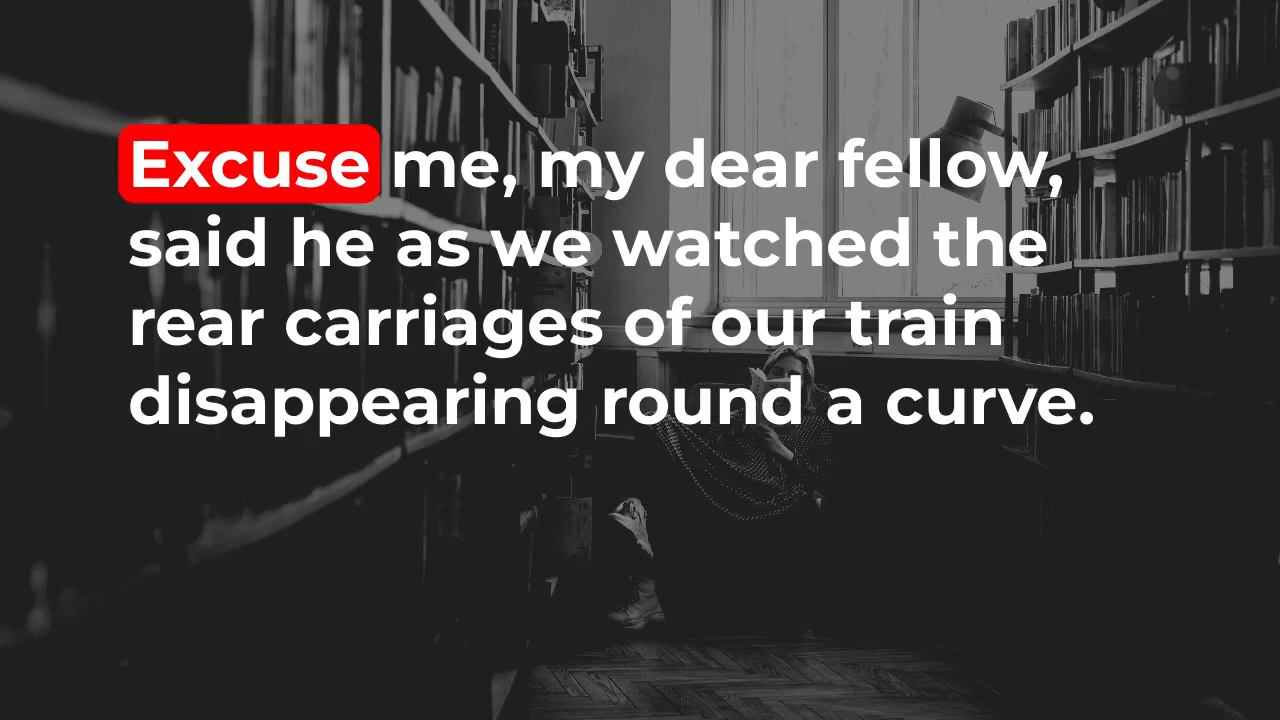 Excuse me, my dear fellow,
said he as we watched the
rear carriages of our train
disappearing round a curve.